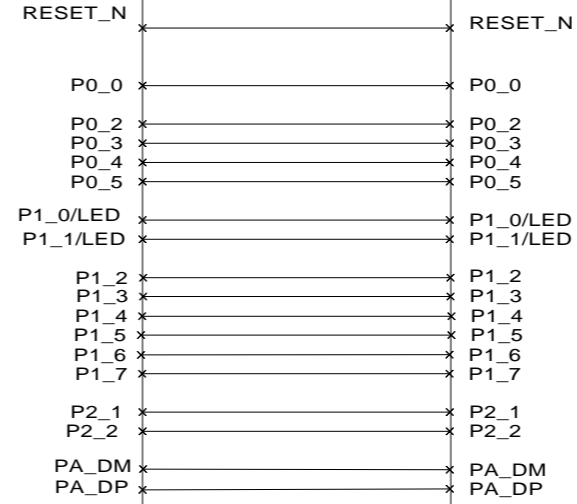 RESET_N RESET_N
P0_0 P0_0
P0_2 P0_2
P0_3 P0_3
P0_4 P0_4
P0_5 P0_5
P1_0/LED P1_0/LED
P1_1/LED P1_1/LED
P1_2 P1_2
P1_3 P1_3
P1_4 P1_4
P1_5 P1_5
P1_6 P1_6
P1_7 P1_7
P2_1 P2_1
P2_2 P2_2
PA_DM PA_DM
PA_DP PA_DP